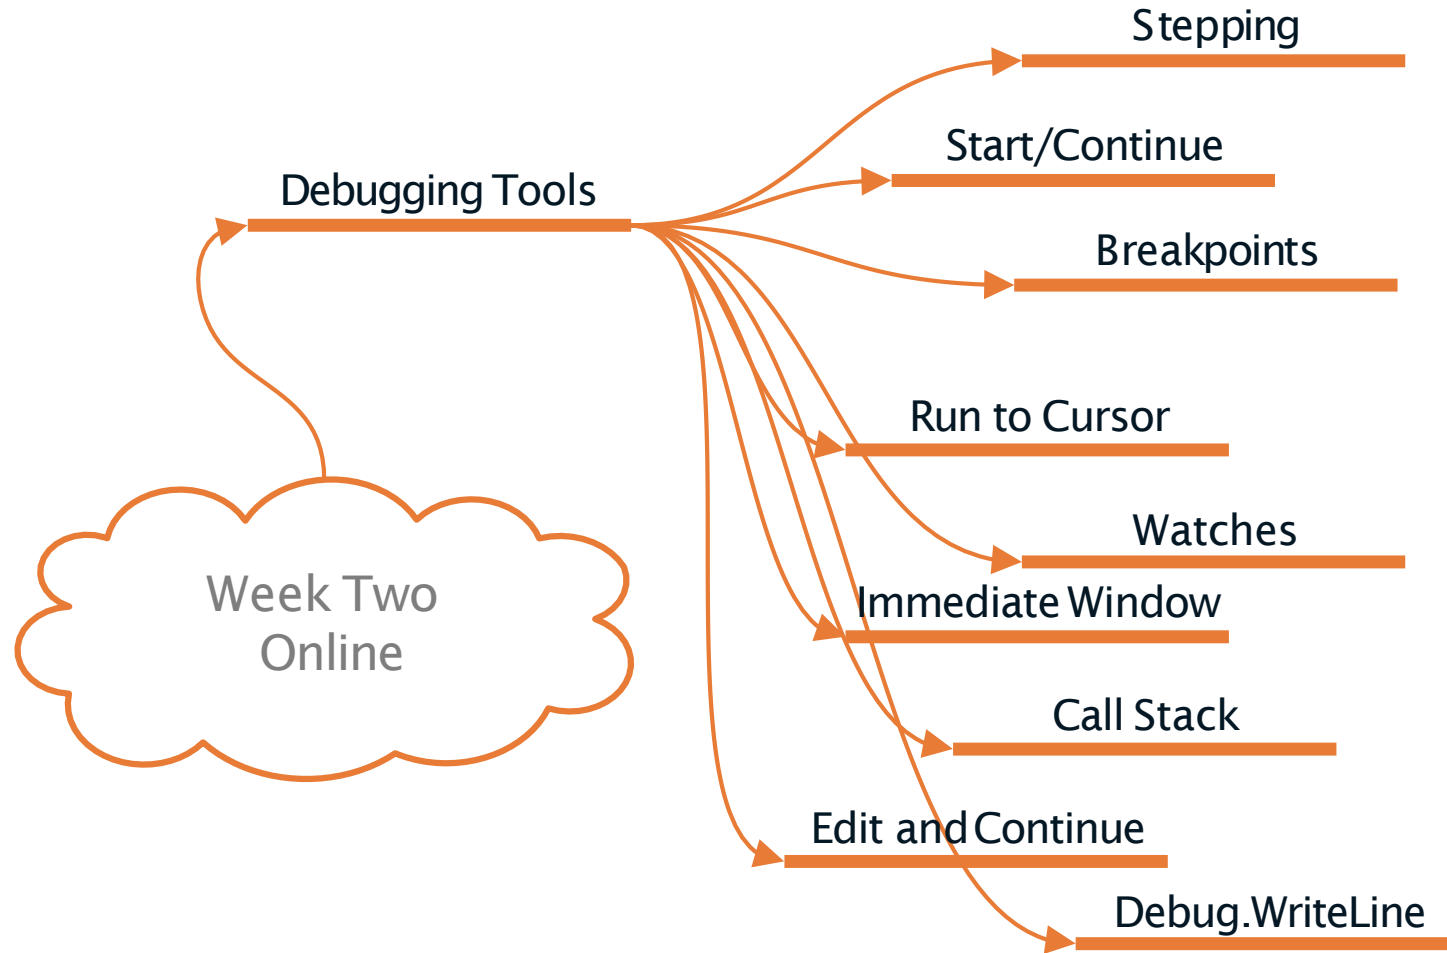 Stepping
Start/Continue
Debugging Tools
Breakpoints
Run to Cursor
Watches
Week Two
Online
Immediate Window
Call Stack
Edit and Continue
Debug.WriteLine